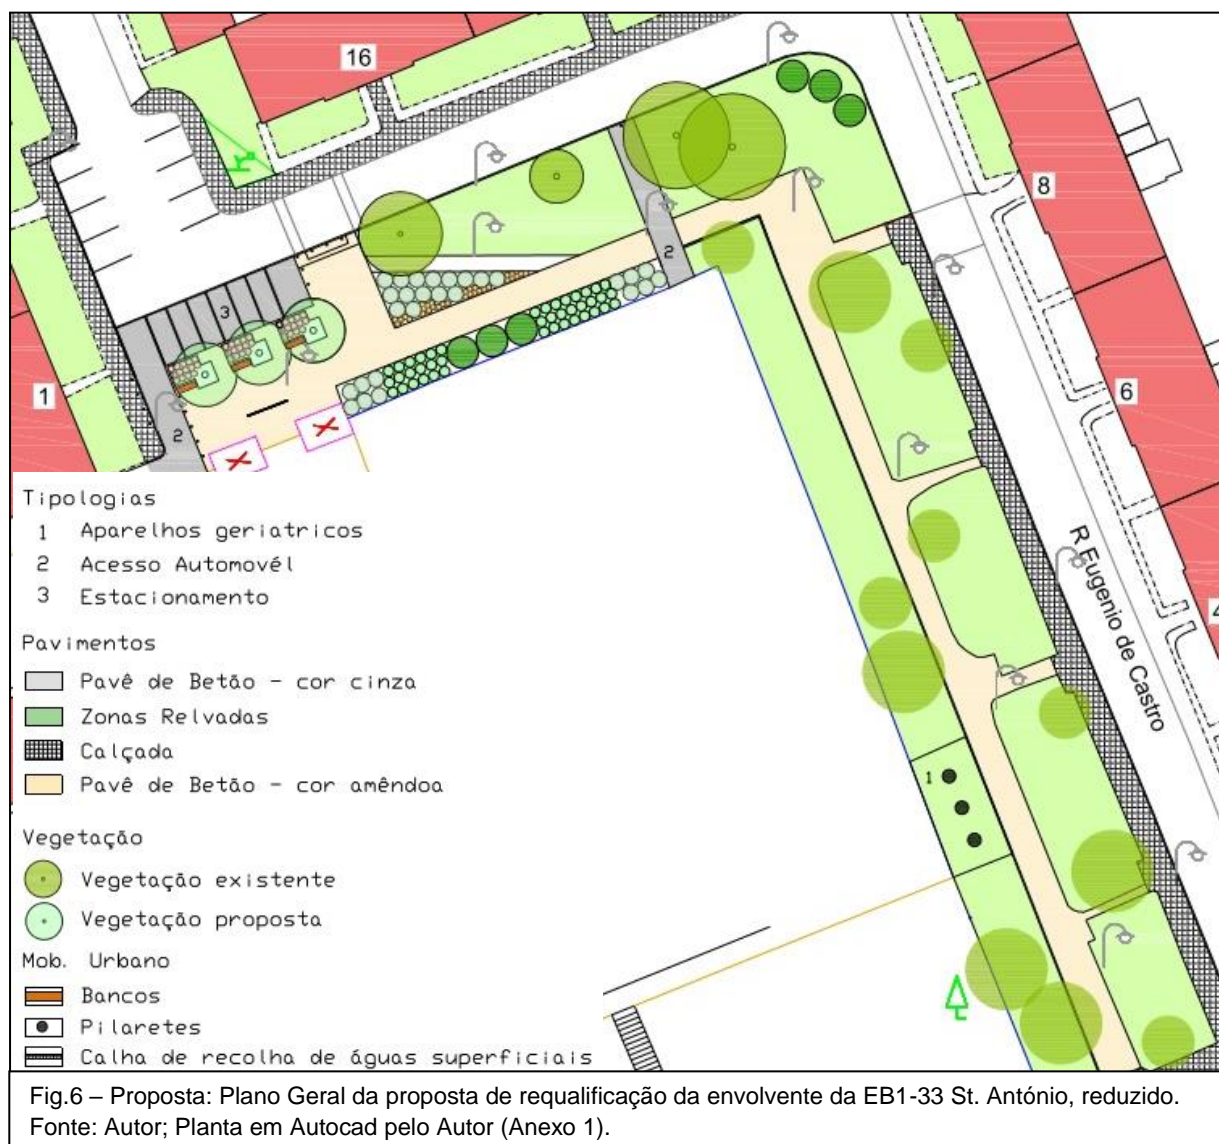 16
8
3
2
1
6
2
R Eugenio de Castro
4
1
Tipologias
1 Aparelhos geriatricos
2 Acesso Automovél
3 Estacionamento
Pavimentos
Pavê de Betão - cor cinza
Zonas Relvadas
Calçada
Pavê de Betão - cor amêndoa
Vegetação
Vegetação existente
Vegetação proposta
Mob. Urbano
Bancos
Pilaretes
Calha de recolha de águas superficiais
Fig.6 – Proposta: Plano Geral da proposta de requalificação da envolvente da EB1-33 St. António, reduzido.
Fonte: Autor; Planta em Autocad pelo Autor (Anexo 1).